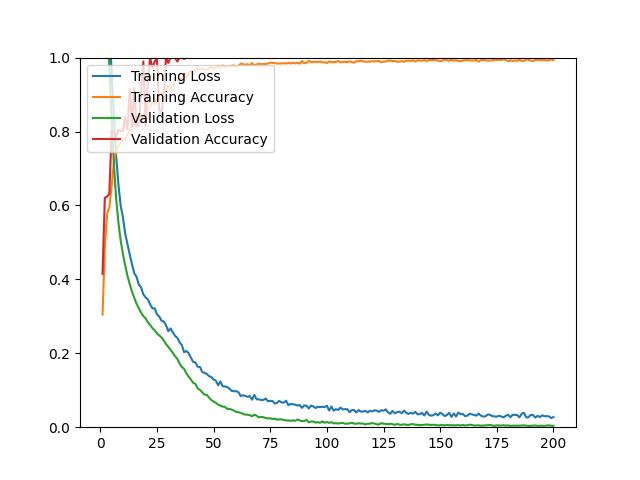 1.0
0.8
0.6
0.4
0.2
0.0
Training Loss
Training Accuracy
Validation Loss
Validation Accuracy
0 25 50 75 100 125 150 175 200